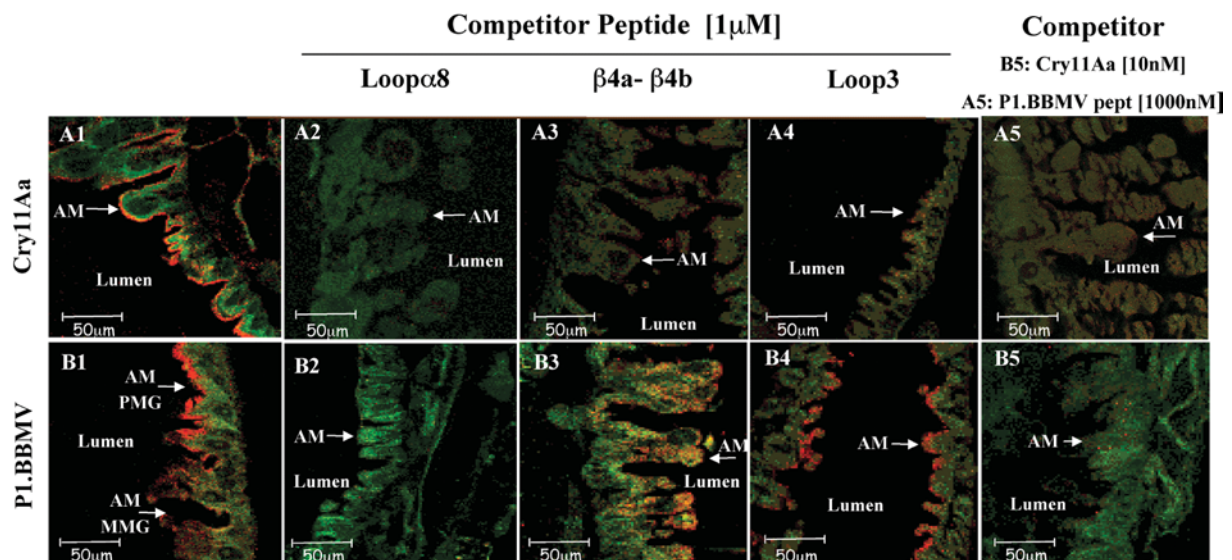 Competitor Peptide [1μM]
Competitor
Loopα8
β4a- β4b
Loop3
B5: Cry11Aa [10nM]
A5: P1.BBMV pept [1000nM]
Cry11Aa
A1
AM
Lumen
50μm
A2
AM
Lumen
50μm
A3
AM
Lumen
50μm
A4
AM
Lumen
50μm
A5
AM
Lumen
50μm
P1.BBMV
B1
AM
PMG
Lumen
AM
MMG
50μm
B2
AM
Lumen
50μm
B3
AM
Lumen
50μm
B4
AM
Lumen
50μm
B5
AM
Lumen
50μm